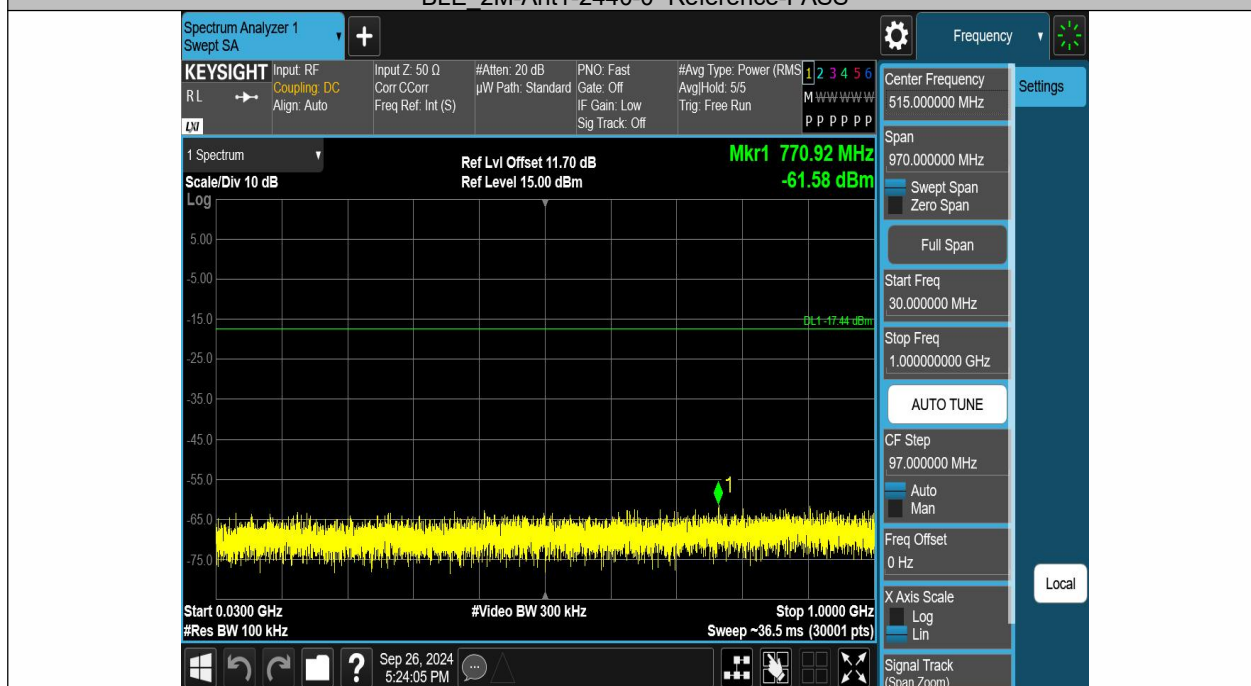 Spectrum Analyzer 1
Swept SA
Frequency
KEYSIGHT
RL
LXI
Input: RF
Coupling: DC
Align: Auto
Input Z: 50 Ω
Corr CCorr
Freq Ref: Int (S)
#Atten: 20 dB
µW Path: Standard
PNO: Fast
Gate: Off
IF Gain: Low
Sig Track: Off
#Avg Type: Power (RMS
Avg|Hold: 5/5
Trig: Free Run
1 2 3 4 5 6
M W W W W W
P P P P P P
1 Spectrum
Scale/Div 10 dB
Log
Ref Lvl Offset 11.70 dB
Ref Level 15.00 dBm
Mkr1 770.92 MHz
-61.58 dBm
5.00
-5.00
-15.0
DL1 -17.44 dBm
-25.0
-35.0
-45.0
-55.0
1
-65.0
-75.0
Start 0.0300 GHz
#Res BW 100 kHz
#Video BW 300 kHz
Stop 1.0000 GHz
Sweep ~36.5 ms (30001 pts)
Sep 26, 2024
5:24:05 PM
Center Frequency
515.000000 MHz
Settings
Span
970.000000 MHz
Swept Span
Zero Span
Full Span
Start Freq
30.000000 MHz
Stop Freq
1.000000000 GHz
AUTO TUNE
CF Step
97.000000 MHz
Auto
Man
Freq Offset
0 Hz
Local
X Axis Scale
Log
Lin
Signal Track
(Span Zoom)